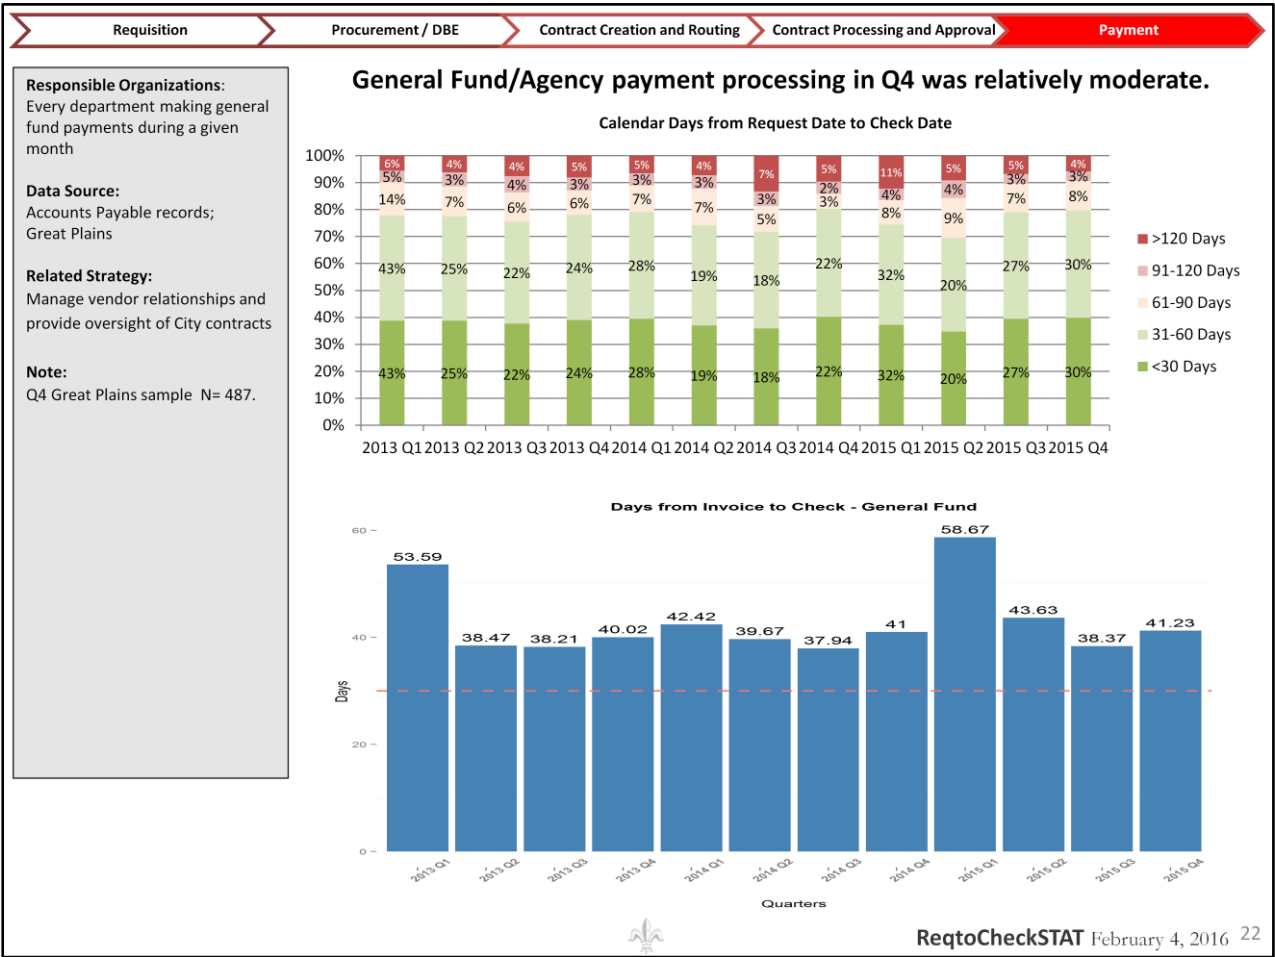 Requisition
Procurement / DBE
Contract Creation and Routing
Contract Processing and Approval
Payment
Responsible Organizations:
Every department making general
fund payments during a given
month
Data Source:
Accounts Payable records;
Great Plains
Related Strategy:
Manage vendor relationships and
provide oversight of City contracts
Note:
Q4 Great Plains sample N= 487.
General Fund/Agency payment processing in Q4 was relatively moderate.
Calendar Days from Request Date to Check Date
100%
90%
80%
70%
60%
50%
40%
30%
20%
10%
0%
6% 4% 4% 5% 5% 4% 7% 5% 11% 5% 5% 4%
5% 3% 4% 3% 3% 3% 3% 2% 4% 4% 3% 3%
14% 7% 6% 6% 7% 7% 5% 3% 8% 9% 7% 8%
43% 25% 22% 24% 28% 19% 18% 22% 32% 20% 27% 30%
43% 25% 22% 24% 28% 19% 18% 22% 32% 20% 27% 30%
2013 Q1 2013 Q2 2013 Q3 2013 Q4 2014 Q1 2014 Q2 2014 Q3 2014 Q4 2015 Q1 2015 Q2 2015 Q3 2015 Q4
>120 Days
91-120 Days
61-90 Days
31-60 Days
<30 Days
Days from Invoice to Check - General Fund
60
40
20
0
Days
53.59 38.47 38.21 40.02 42.42 39.67 37.94 41 58.67 43.63 38.37 41.23
2013 Q1 2013 Q2 2013 Q3 2013 Q4 2014 Q1 2014 Q2 2014 Q3 2014 Q4 2015 Q1 2015 Q2 2015 Q3 2015 Q4
Quarters
ReqtoCheckSTAT February 4, 2016 22